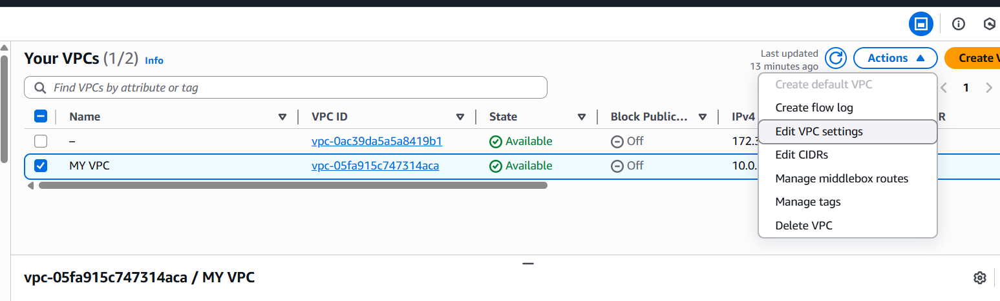 Your VPCs (1/2) Info
Last updated
13 minutes ago
Actions
Create
Find VPCs by attribute or tag
1
Name
VPC ID
State
Block Public...
IPv4
R
–
vpc-0ac39da5a5a8419b1
Available
Off
172.3
MY VPC
vpc-05fa915c747314aca
Available
Off
10.0.
Create default VPC
Create flow log
Edit VPC settings
Edit CIDRs
Manage middlebox routes
Manage tags
Delete VPC
vpc-05fa915c747314aca / MY VPC